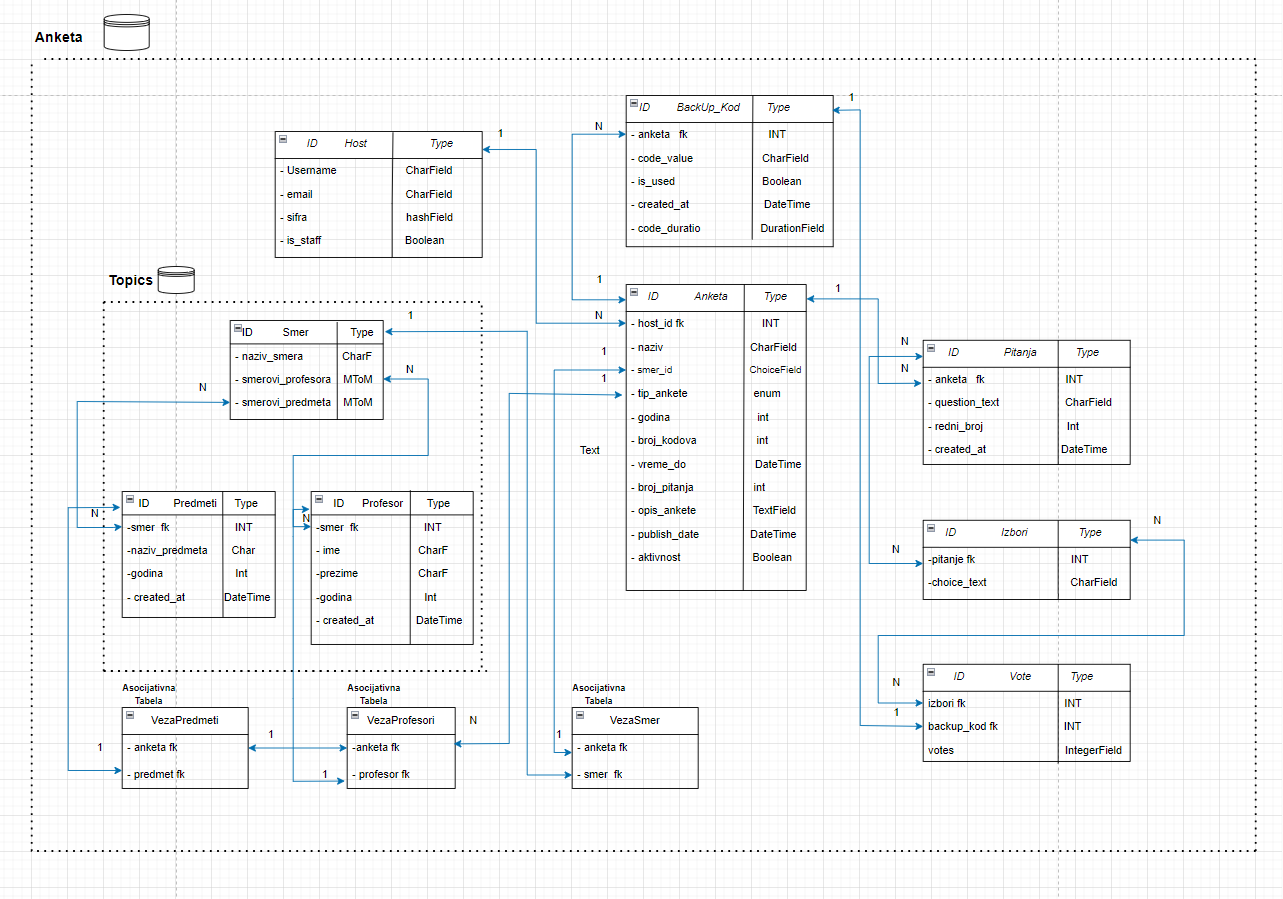 Anketa
ID BackUp_Kod Type
- anketa fk INT
- code_value CharField
- is_used Boolean
- created_at DateTime
- code_duratio DurationField
1
N
1
ID Host Type
- Username CharField
- email CharField
- sifra hashField
- is_staff Boolean
1
Topics
ID Smer Type
- naziv_smera CharF
- smerovi_profesora MToM
- smerovi_predmeta MToM
1
N
N
ID Anketa Type
- host_id fk INT
- naziv CharField
- smer_id ChoiceField
- tip_ankete enum
- godina int
- broj_kodova int
- vreme_do DateTime
- broj_pitanja int
- opis_ankete TextField
- publish_date DateTime
- aktivnost Boolean
N
1
1
1
Text
ID Pitanja Type
- anketa fk INT
- question_text CharField
- redni_broj Int
- created_at DateTime
N
N
ID Predmeti Type
-smer fk INT
-naziv_predmeta Char
-godina Int
- created_at DateTime
N
ID Profesor Type
-smer fk INT
- ime CharF
-prezime CharF
-godina Int
- created_at DateTime
N
ID Izbori Type
-pitanje fk INT
-choice_text CharField
N
N
ID Vote Type
izbori fk INT
backup_kod fk INT
votes IntegerField
N
1
Asocijativna
Tabela
VezaPredmeti
- anketa fk
- predmet fk
1
1
Asocijativna
Tabela
VezaProfesori
-anketa fk
- profesor fk
1
N
Asocijativna
Tabela
VezaSmer
- anketa fk
- smer fk
1